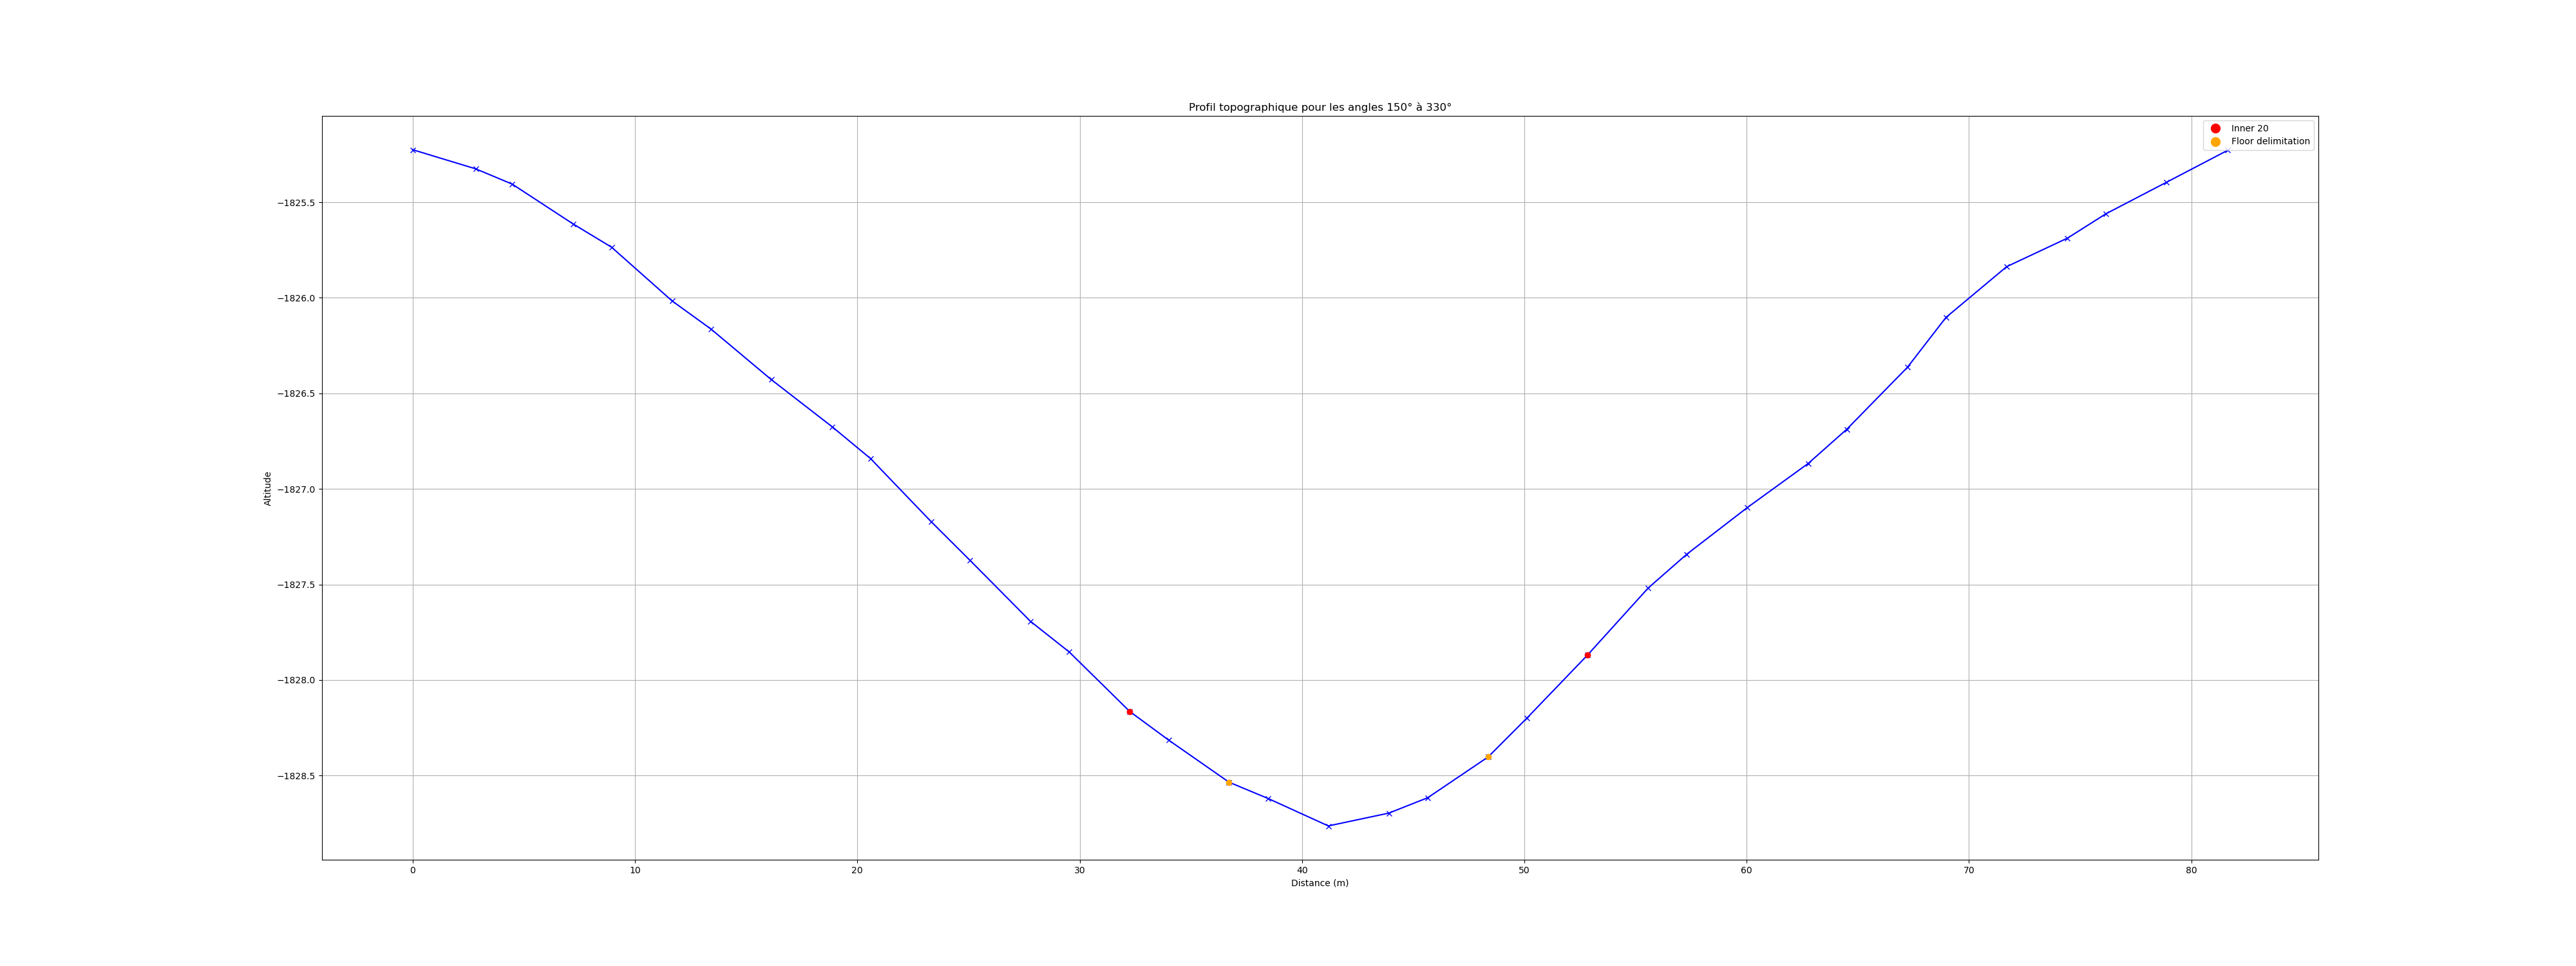 Profil topographique pour les angles 150° à 330°
Inner 20
Floor delimitation
−1825.5
−1826.0
−1826.5
−1827.0
−1827.5
−1828.0
−1828.5
Altitude
0 10 20 30 40 50 60 70 80
Distance (m)